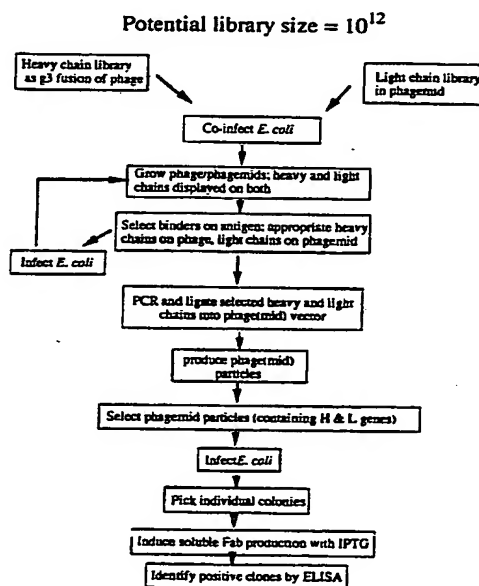 Potential library size = 10¹²
Heavy chain library
as g3 fusion of phage
Light chain library
in phagemid
Co-infect E. coli
Grow phage/phagemids; heavy and light
chains displayed on both
Select binders on antigen; appropriate heavy
chains on phage, light chains on phagemid
Infect E. coli
PCR and ligate selected heavy and light
chains into phage(mid) vector
produce phage(mid)
particles
Select phagemid particles (containing H & L genes)
Infect E. coli
Pick individual colonies
Induce soluble Fab production with IPTG
Identify positive clones by ELISA